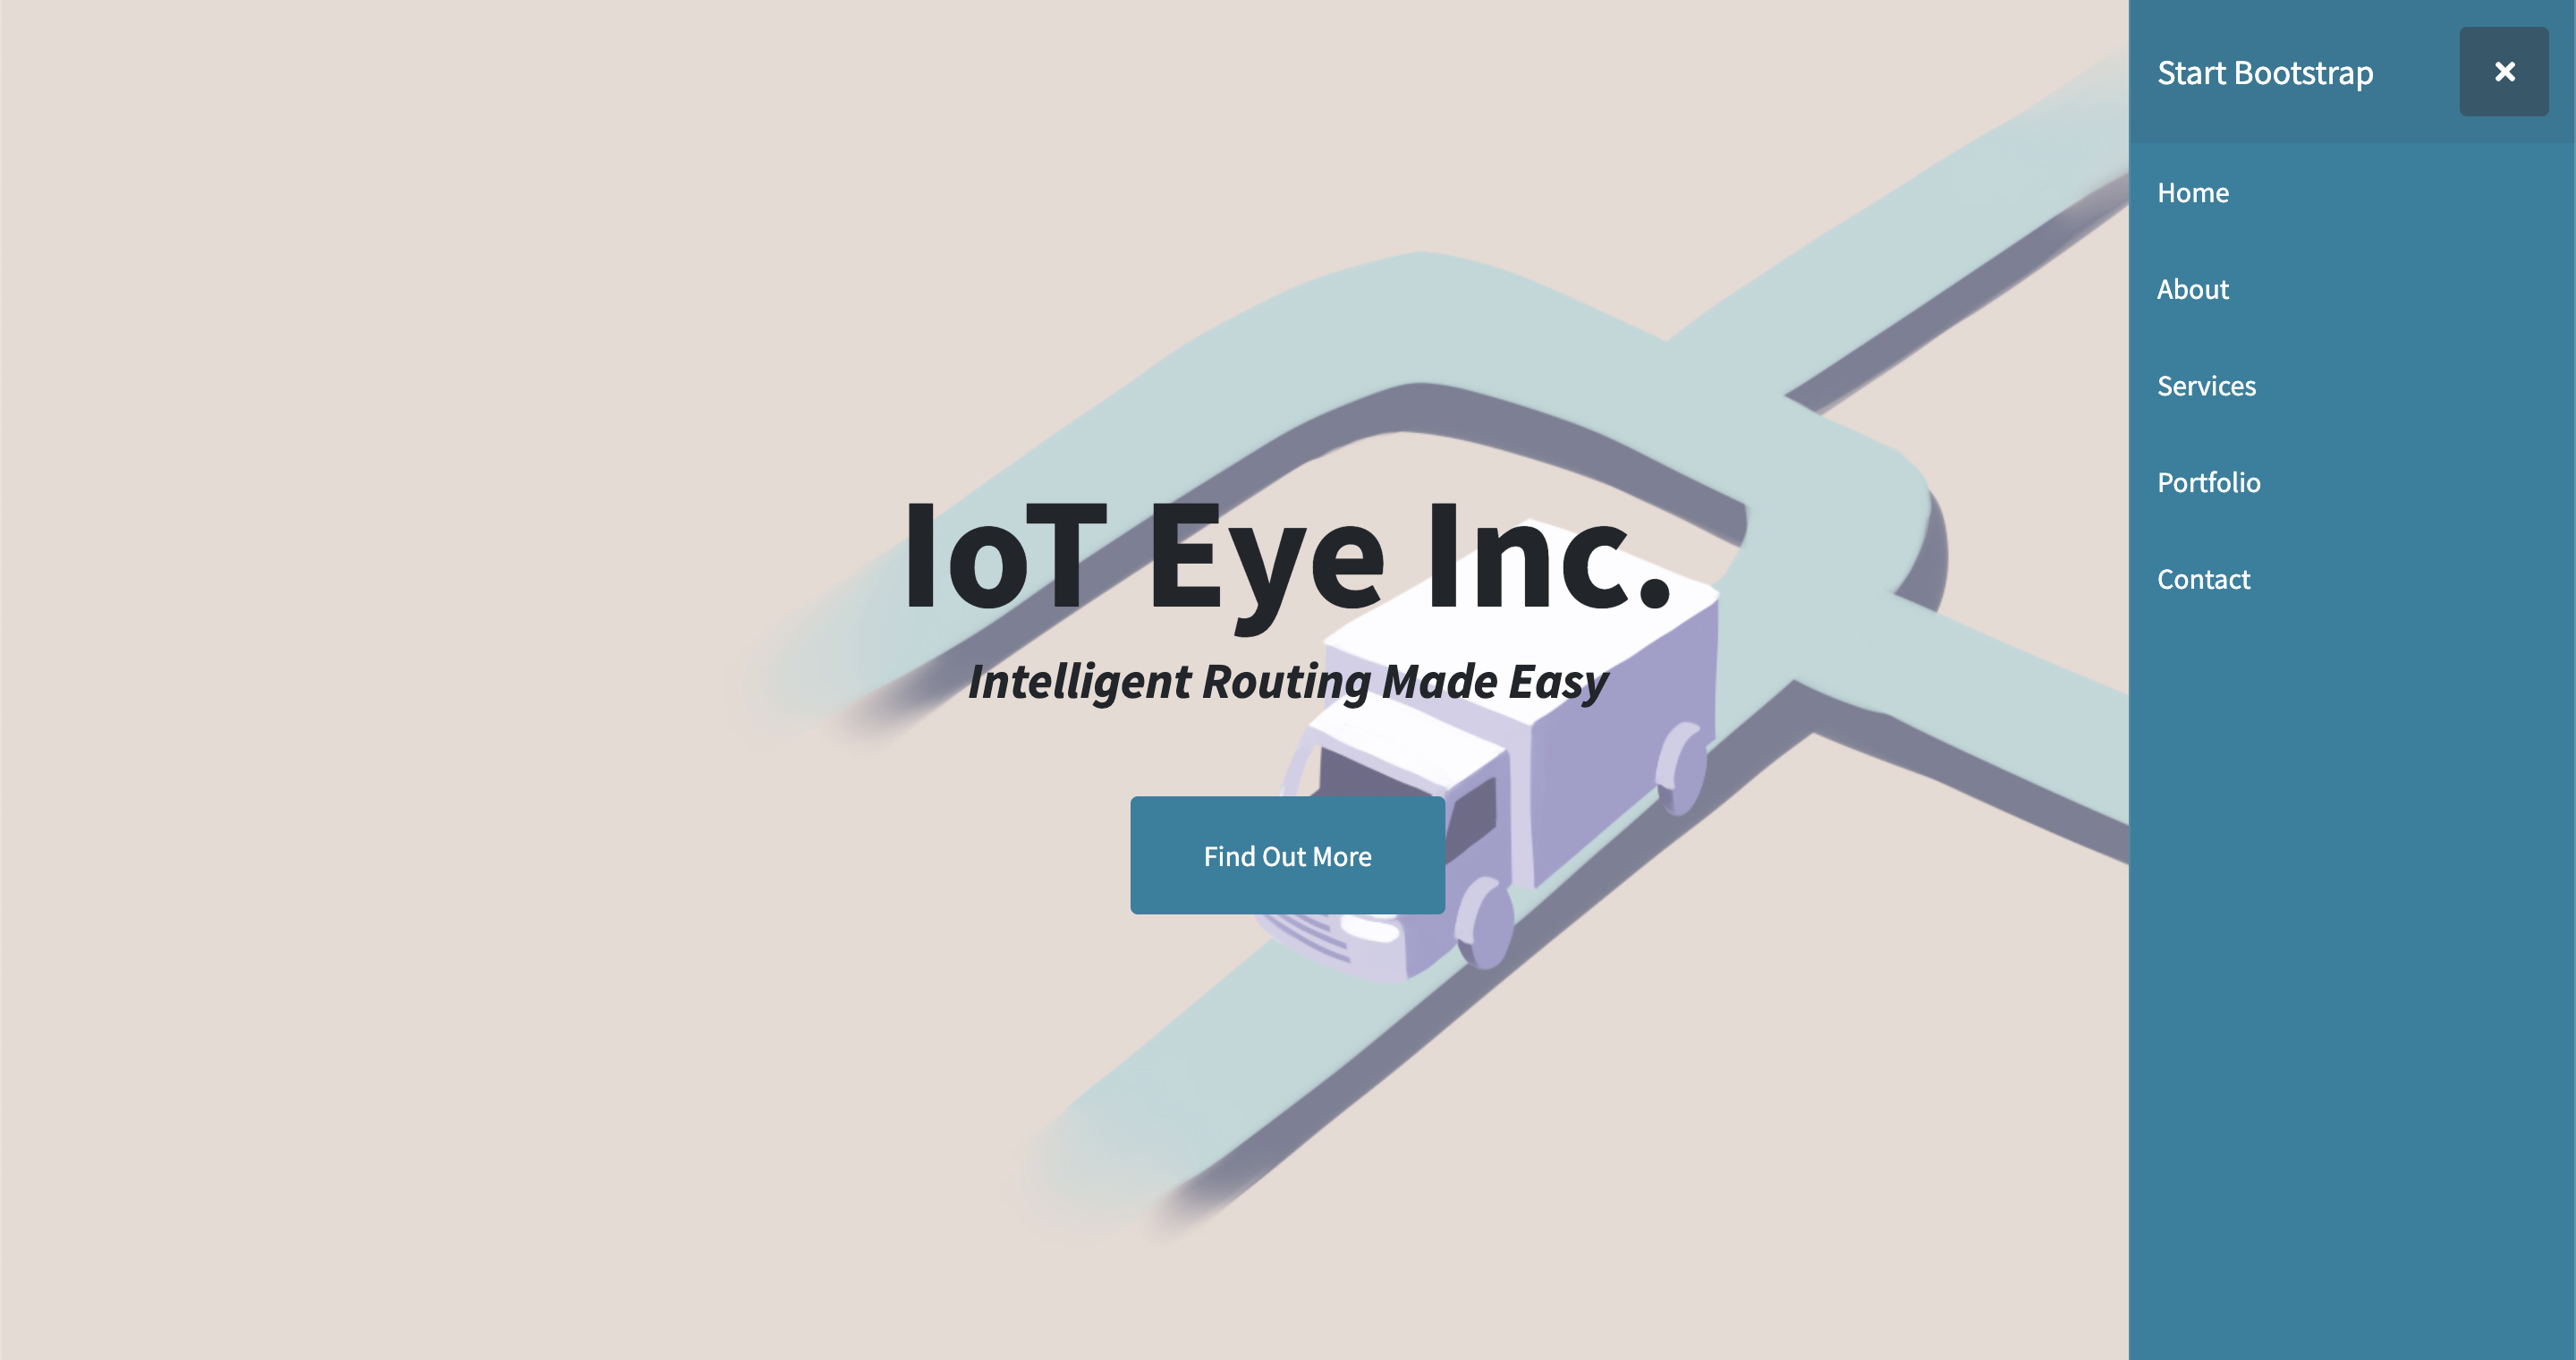 Start Bootstrap
Home
About
Services
Portfolio
Contact
IoT Eye Inc.
Intelligent Routing Made Easy
Find Out More